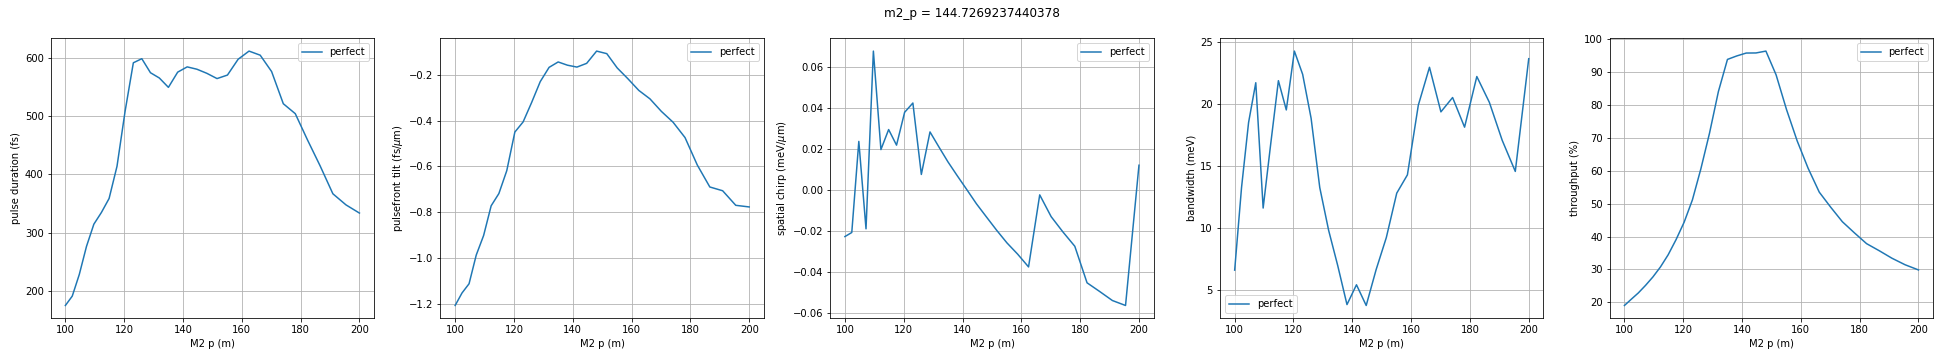 m2_p = 144.7269237440378
pulse duration (fs)
600
500
400
300
200
100 120 140 160 180 200
M2 p (m)
perfect
pulsefront tilt (fs/μm)
−0.2
−0.4
−0.6
−0.8
−1.0
−1.2
100 120 140 160 180 200
M2 p (m)
perfect
spatial chirp (meV/μm)
0.06
0.04
0.02
0.00
−0.02
−0.04
−0.06
100 120 140 160 180 200
M2 p (m)
perfect
bandwidth (meV)
25
20
15
10
5
100 120 140 160 180 200
M2 p (m)
perfect
throughput (%)
100
90
80
70
60
50
40
30
20
100 120 140 160 180 200
M2 p (m)
perfect